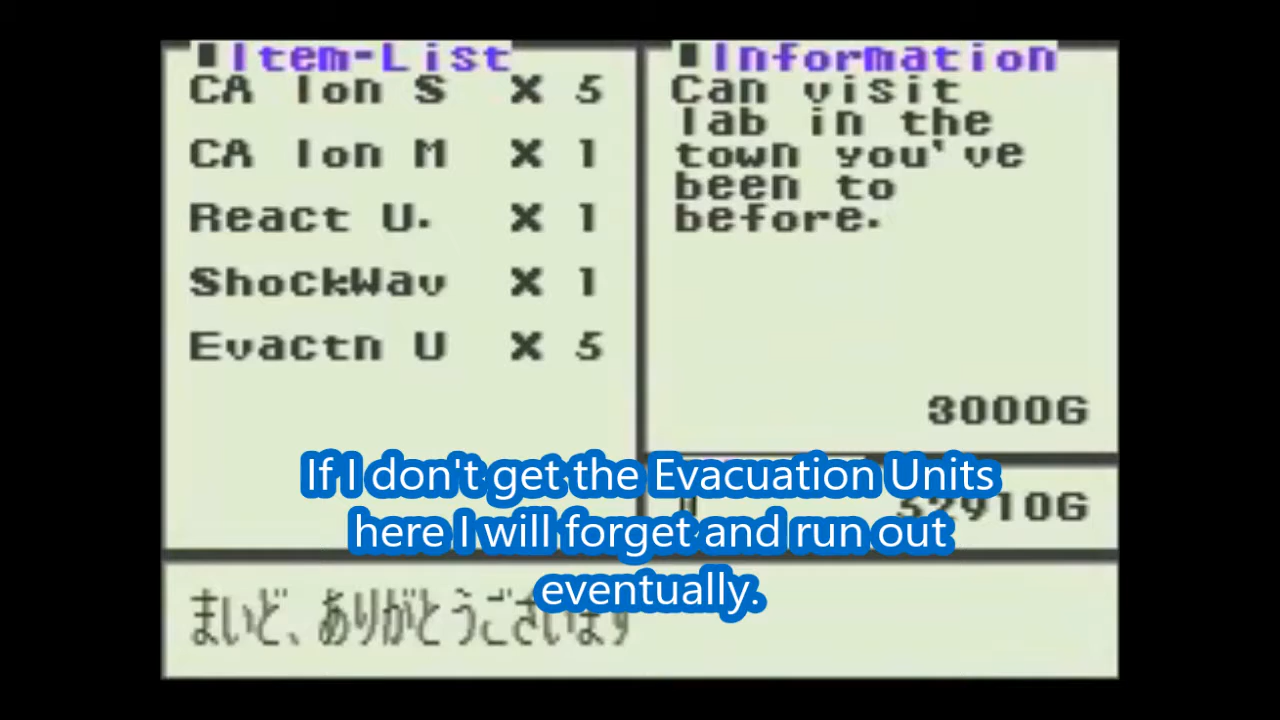 Item-List
CA Ion S X 5
CA Ion M X 1
React U. X 1
ShockWav X 1
Evactn U X 5
Information
Can visit
lab in the
town you've
been to
before.
3000G
52910G
If I don't get the Evacuation Units
here I will forget and run out
eventually.
まいど、ありがとうございます